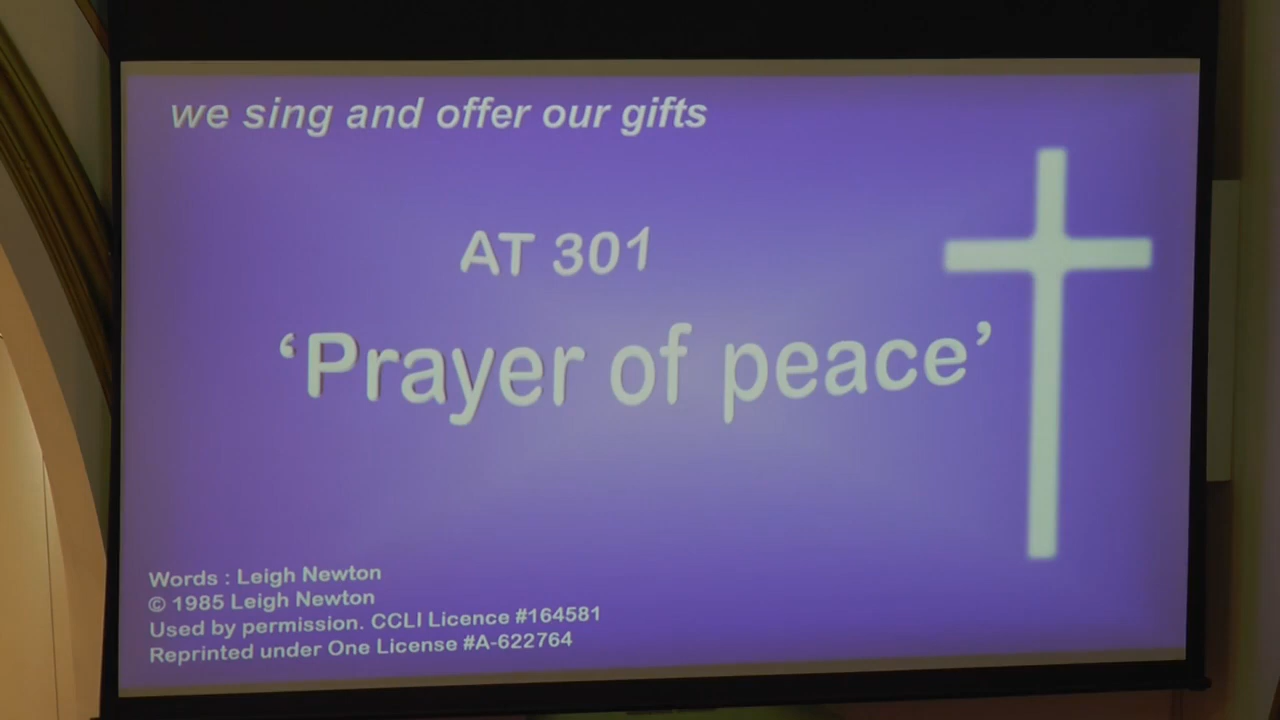 we sing and offer our gifts
AT 301
‘Prayer of peace’
Words : Leigh Newton
© 1985 Leigh Newton
Used by permission. CCLI Licence #164581
Reprinted under One License #A-622764